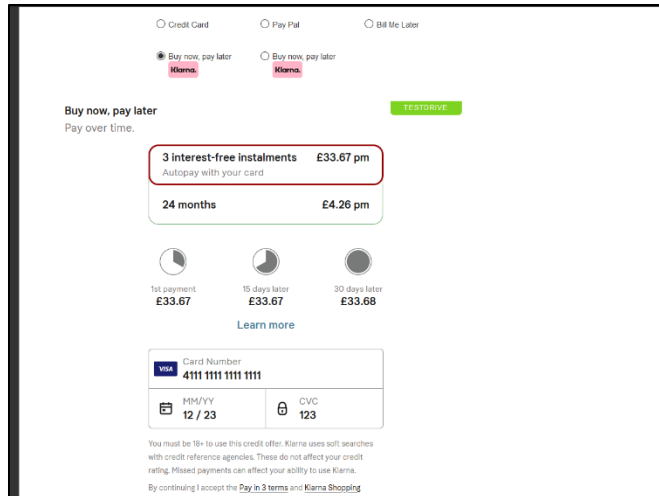 Credit Card Pay Pal Bill Me Later
Buy now, pay later Buy now, pay later
Klarna. Klarna.
Buy now, pay later TESTDRIVE
Pay over time.
3 interest-free instalments £33.67 pm
Autopay with your card
24 months £4.26 pm
1st payment 15 days later 30 days later
£33.67 £33.67 £33.68
Learn more
VISA Card Number
4111 1111 1111 1111
MM/YY CVC
12 / 23 123
You must be 18+ to use this credit offer. Klarna uses soft searches
with credit reference agencies. These do not affect your credit
rating. Missed payments can affect your ability to use Klarna.
By continuing I accept the Pay in 3 terms and Klarna Shopping